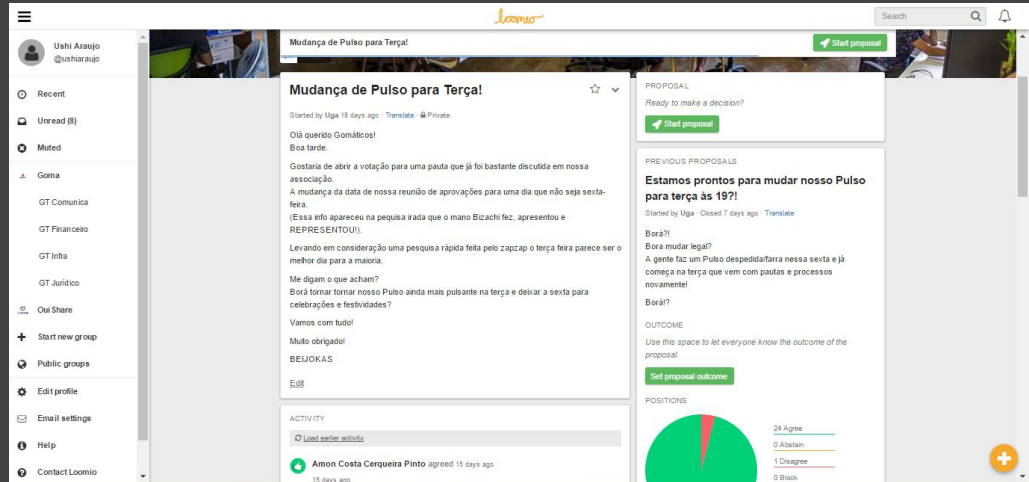 loomio
Search
Ushi Araujo
@ushiaraujo
Recent
Unread (8)
Muted
Goma
GT Comunica
GT Financeiro
GT Infra
GT Jurídico
Oui Share
Start new group
Public groups
Edit profile
Email settings
Help
Contact Loomio
Mudança de Pulso para Terça!
Start proposal
Mudança de Pulso para Terça!
Started by Uga 18 days ago · Translate · Private
Olá querido Gomáticos!
Boa tarde.
Gostaria de abrir a votação para uma pauta que já foi bastante discutida em nossa
associação.
A mudança da data de nossa reunião de aprovações para uma dia que não seja sexta-
feira.
(Essa info apareceu na pequisa irada que o mano Bizachi fez, apresentou e
REPRESENTOU!).
Levando em consideração uma pesquisa rápida feita pelo zapzap o terça feira parece ser o
melhor dia para a maioria.
Me digam o que acham?
Borá tornar tornar nosso Pulso ainda mais pulsante na terça e deixar a sexta para
celebrações e festividades?
Vamos com tudo!
Muito obrigado!
BEIJOKAS
Edit
ACTIVITY
Load earlier activity
Amon Costa Cerqueira Pinto agreed 15 days ago
15 days ago
PROPOSAL
Ready to make a decision?
Start proposal
PREVIOUS PROPOSALS
Estamos prontos para mudar nosso Pulso
para terça às 19?!
Started by Uga · Closed 7 days ago · Translate
Borá?!
Bora mudar legal?
A gente faz um Pulso despedida/farra nessa sexta e já
começa na terça que vem com pautas e processos
novamente!
Borá!?
OUTCOME
Use this space to let everyone know the outcome of the
proposal.
Set proposal outcome
POSITIONS
24 Agree
0 Abstain
1 Disagree
0 Block